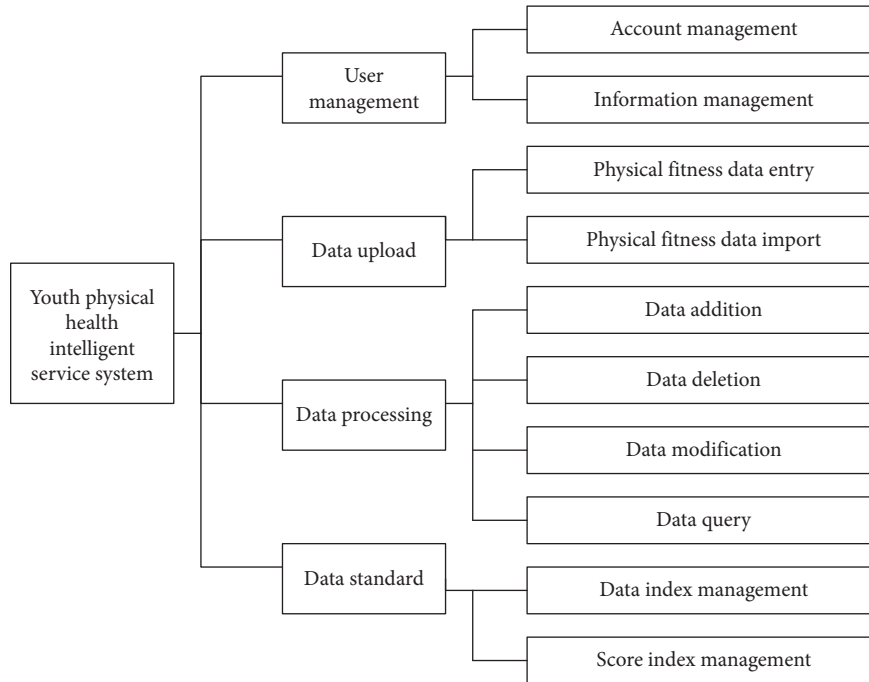 Youth physical
health
intelligent
service system
User
management
Account management
Information management
Data upload
Physical fitness data entry
Physical fitness data import
Data processing
Data addition
Data deletion
Data modification
Data query
Data standard
Data index management
Score index management